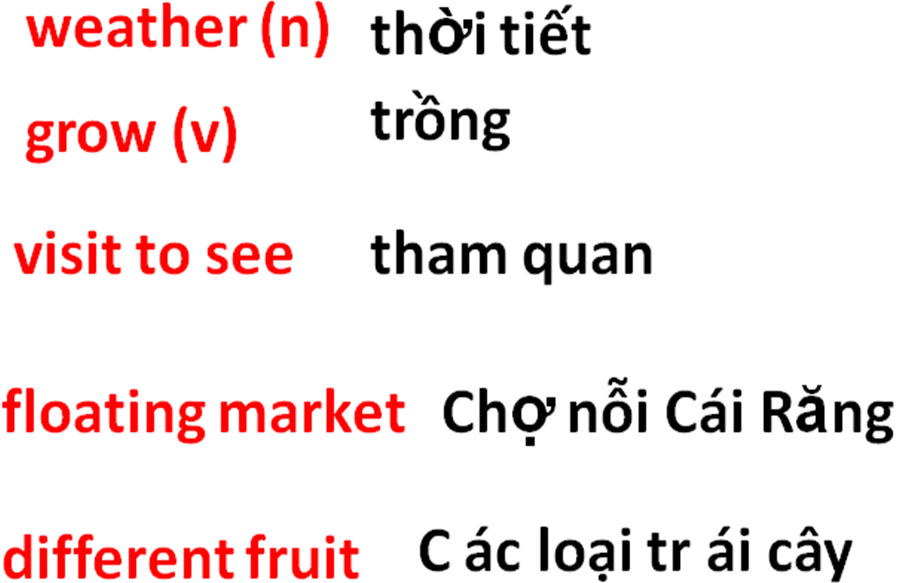 weather (n) thời tiết
grow (v) trồng
visit to see tham quan
floating market Chợ nỗi Cái Răng
different fruit C ác loại tr ái cây